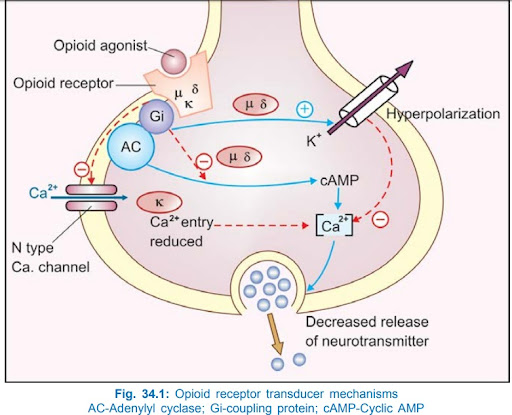 Opioid agonist
Opioid receptor
μ δ
κ
Gi
AC
μ δ
+
K+
Hyperpolarization
−
−
μ δ
cAMP
Ca2+
κ
Ca2+ entry
reduced
[Ca2+]
−
N type
Ca. channel
Decreased release
of neurotransmitter
Fig. 34.1: Opioid receptor transducer mechanisms
AC-Adenylyl cyclase; Gi-coupling protein; cAMP-Cyclic AMP